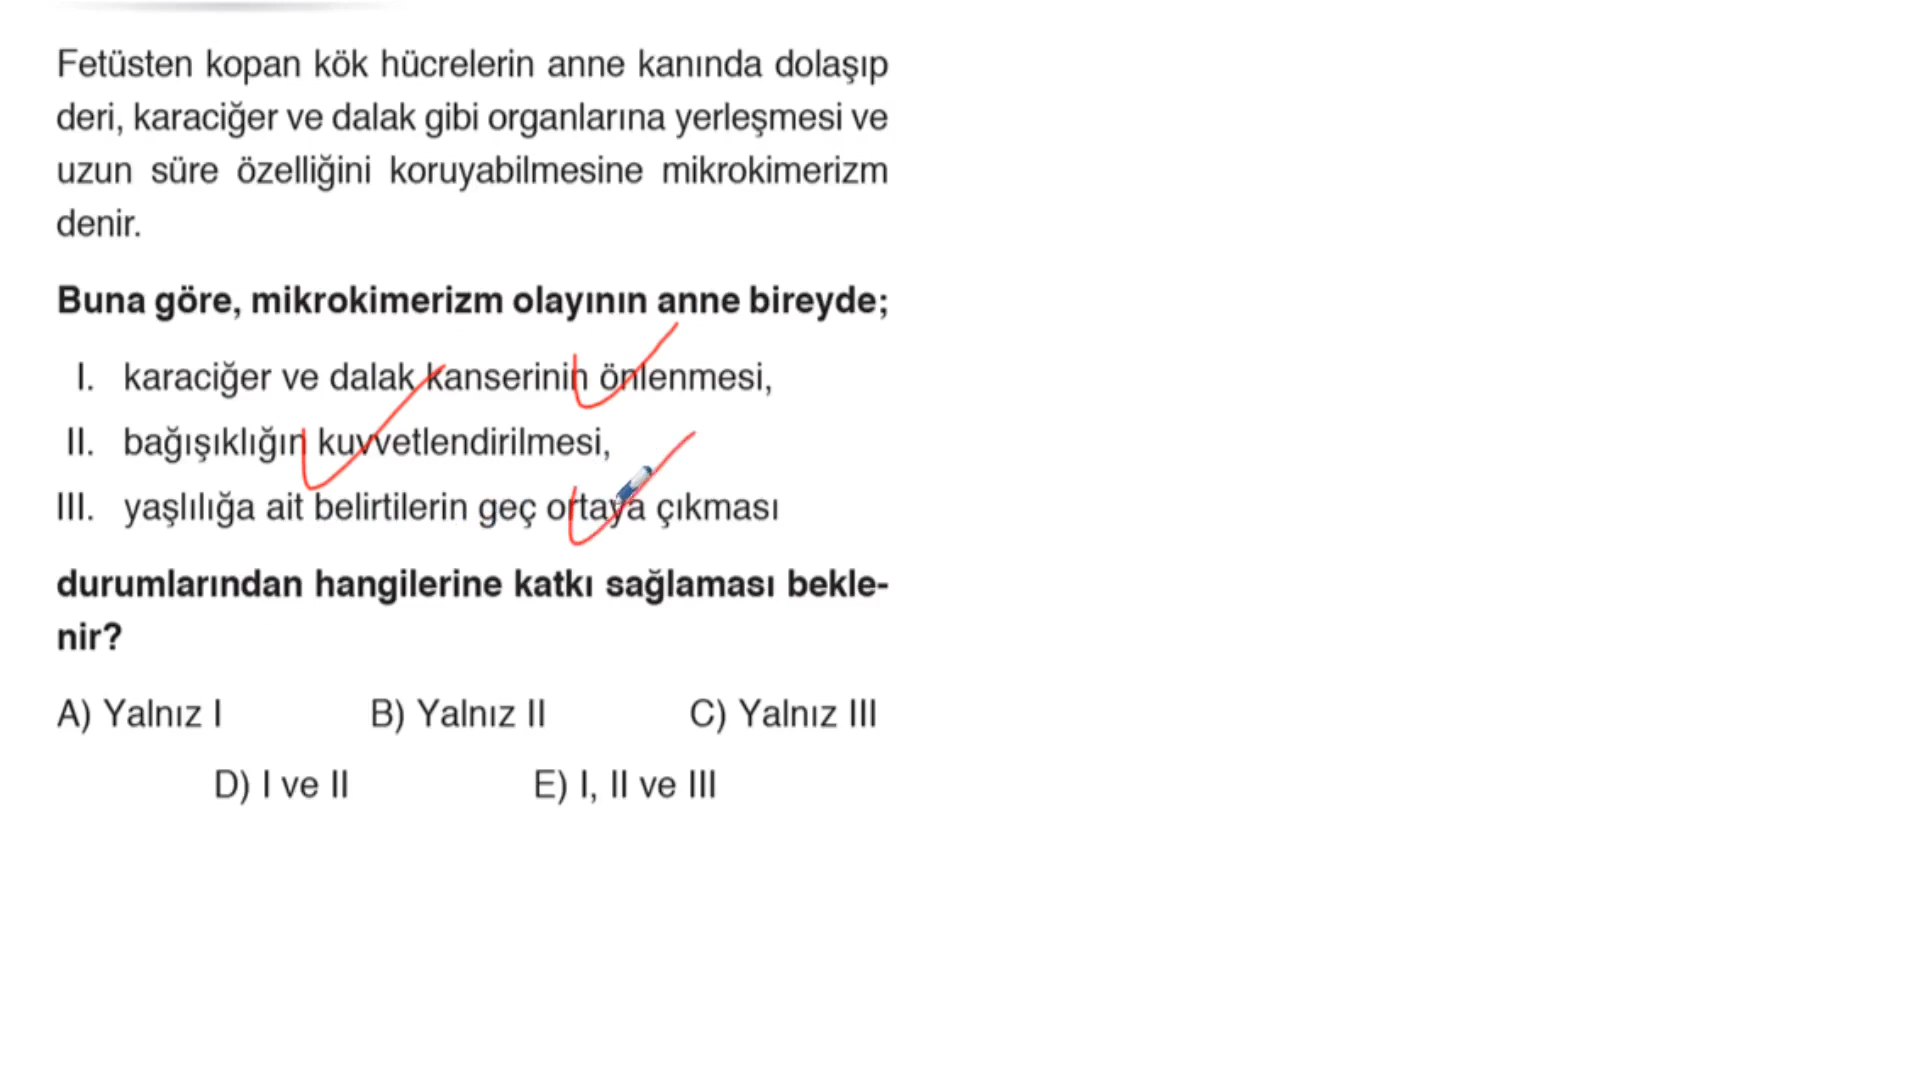 Fetüsten kopan kök hücrelerin anne kanında dolaşıp
deri, karaciğer ve dalak gibi organlarına yerleşmesi ve
uzun süre özelliğini koruyabilmesine mikrokimerizm
denir.
Buna göre, mikrokimerizm olayının anne bireyde;
I. karaciğer ve dalak kanserinin önlenmesi,
II. bağışıklığın kuvvetlendirilmesi,
III. yaşlılığa ait belirtilerin geç ortaya çıkması
durumlarından hangilerine katkı sağlaması bekle-
nir?
A) Yalnız I B) Yalnız II C) Yalnız III
D) I ve II E) I, II ve III